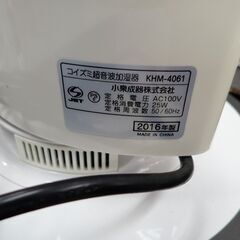 コイズミ超音波加湿器 KHM-4061
小泉成器株式会社
定格電圧 AC100V
定格消費電力 25W
定格周波数 50/60Hz
JET
2016年製
MADE IN CHINA